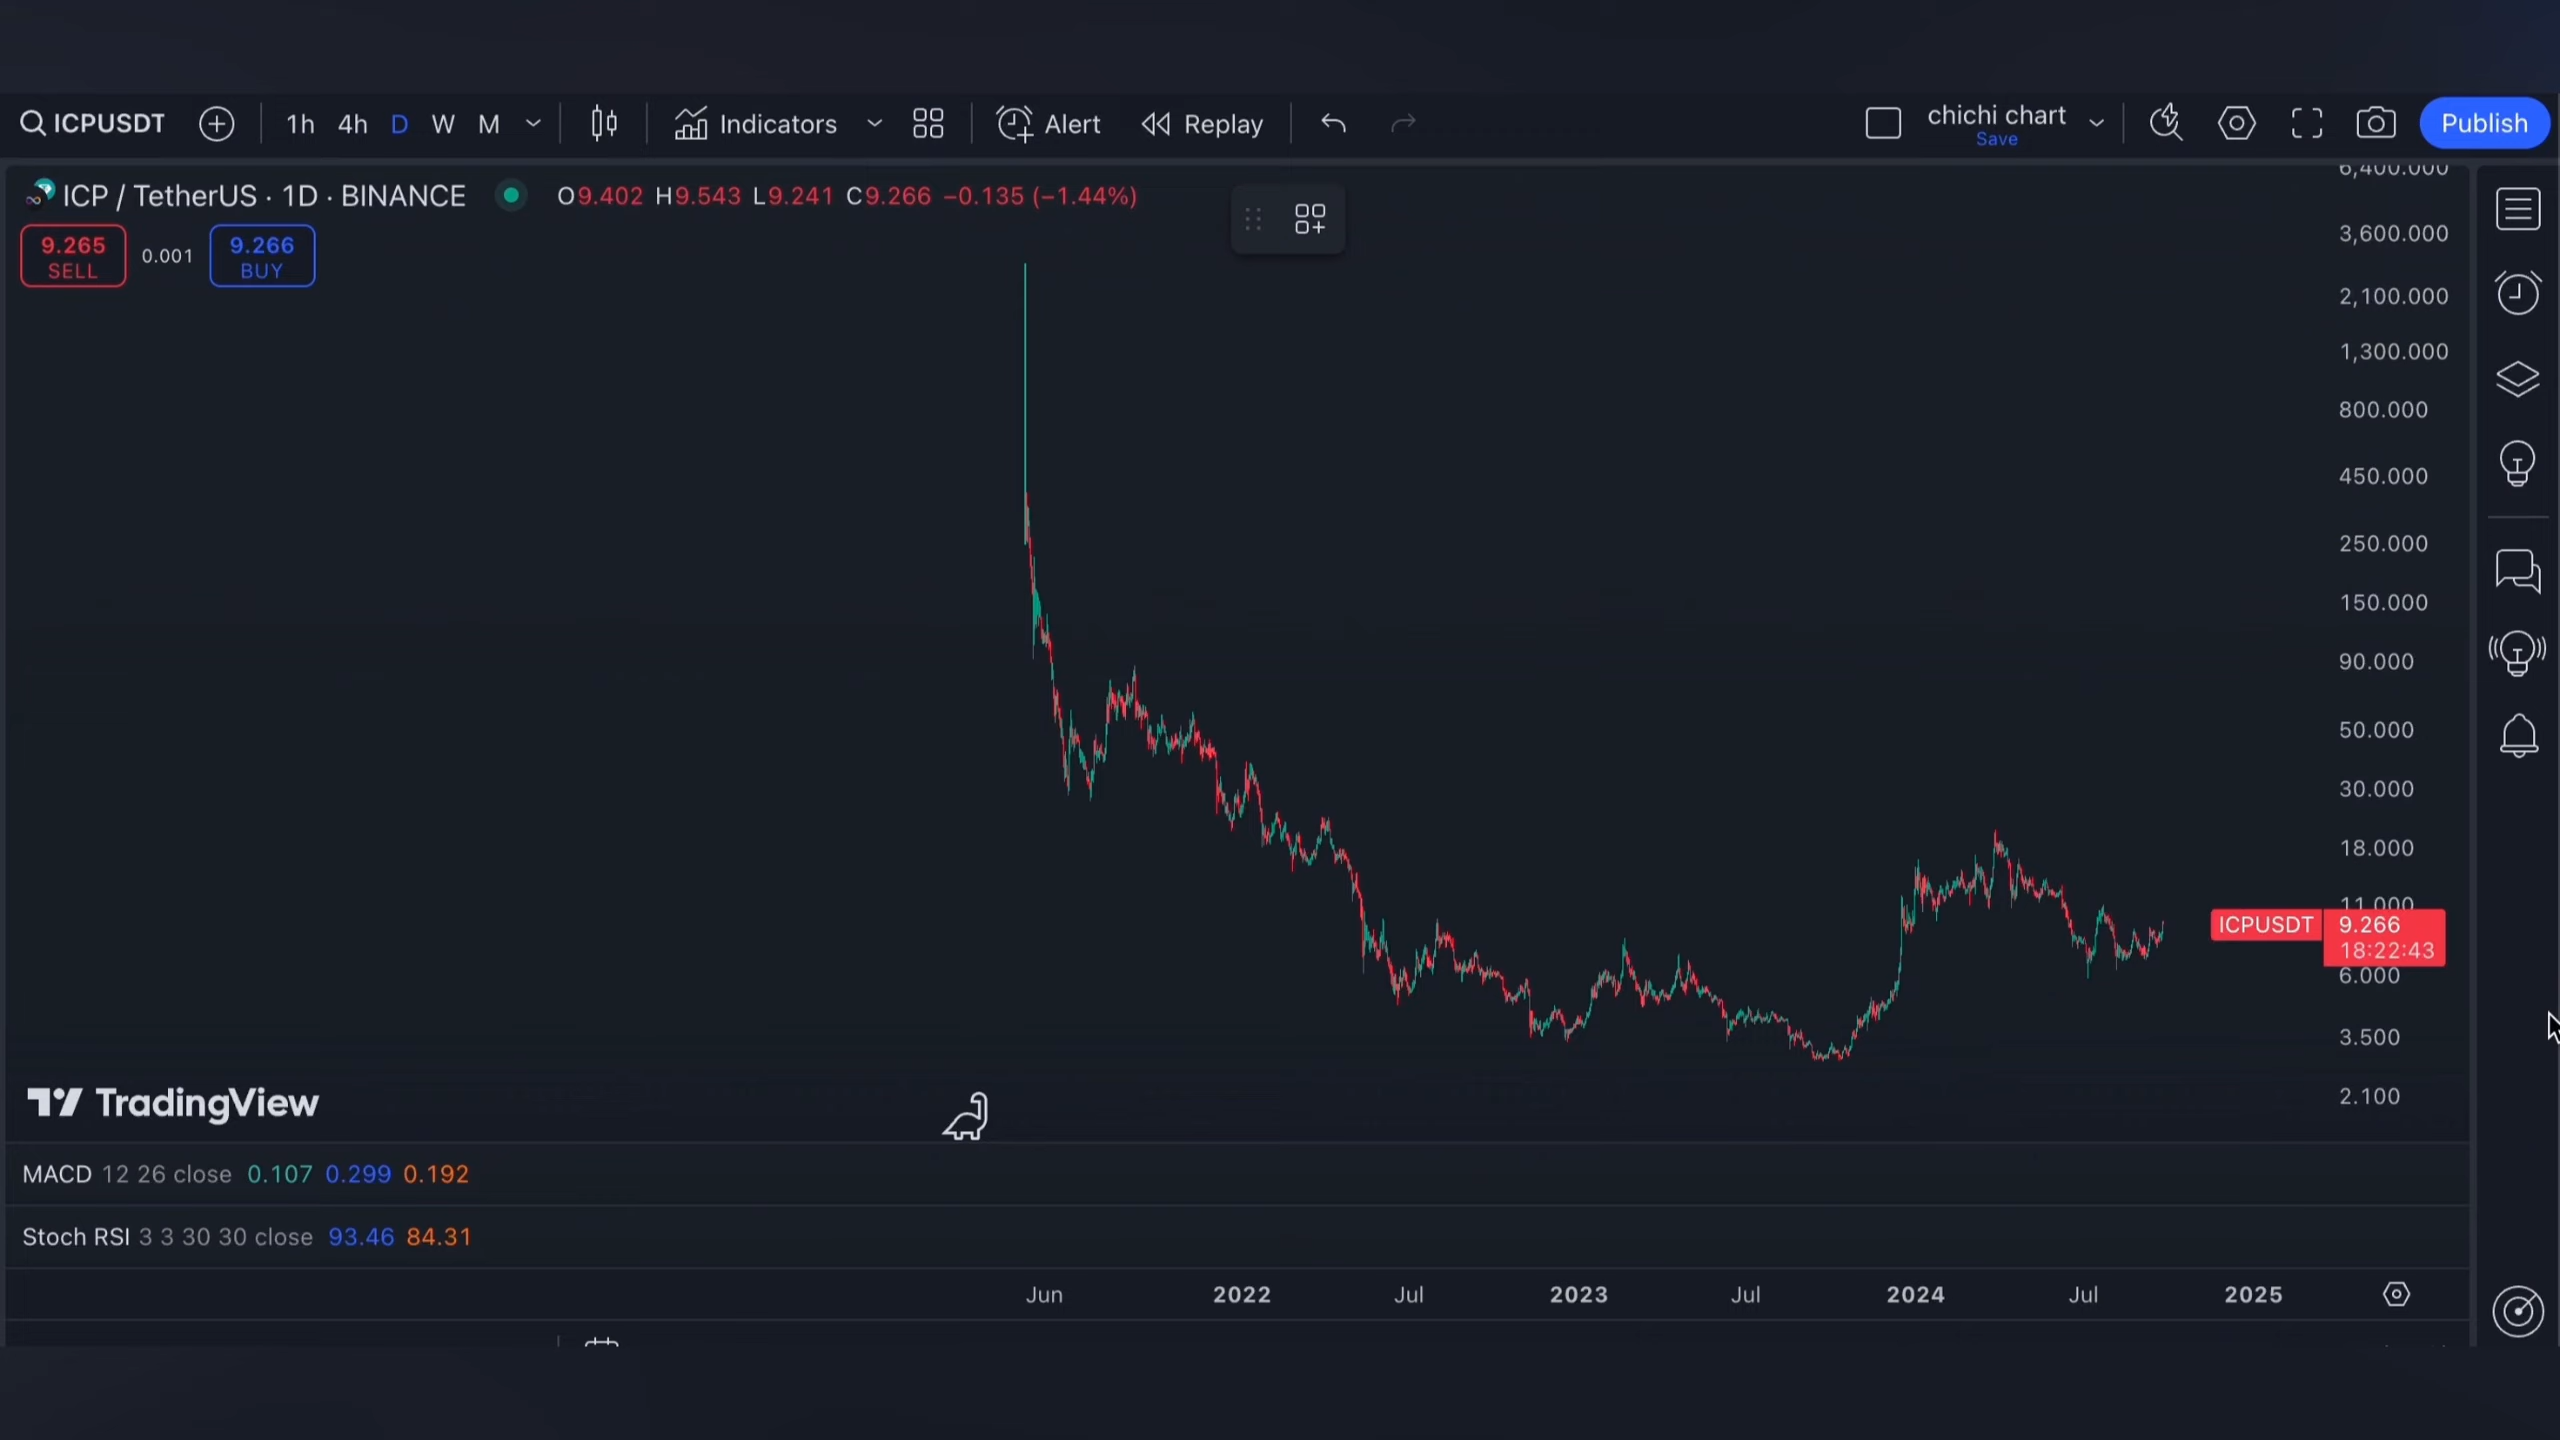 ICPUSDT 1h 4h D W M Indicators Alert Replay chichi chart Publish
Save
ICP / TetherUS · 1D · BINANCE O9.402 H9.543 L9.241 C9.266 −0.135 (−1.44%)
9.265 0.001 9.266
SELL BUY
6,400.000
3,600.000
2,100.000
1,300.000
800.000
450.000
250.000
150.000
90.000
50.000
30.000
18.000
11.000
ICPUSDT 9.266
18:22:43
6.000
3.500
2.100
TradingView
MACD 12 26 close 0.107 0.299 0.192
Stoch RSI 3 3 30 30 close 93.46 84.31
Jun 2022 Jul 2023 Jul 2024 Jul 2025